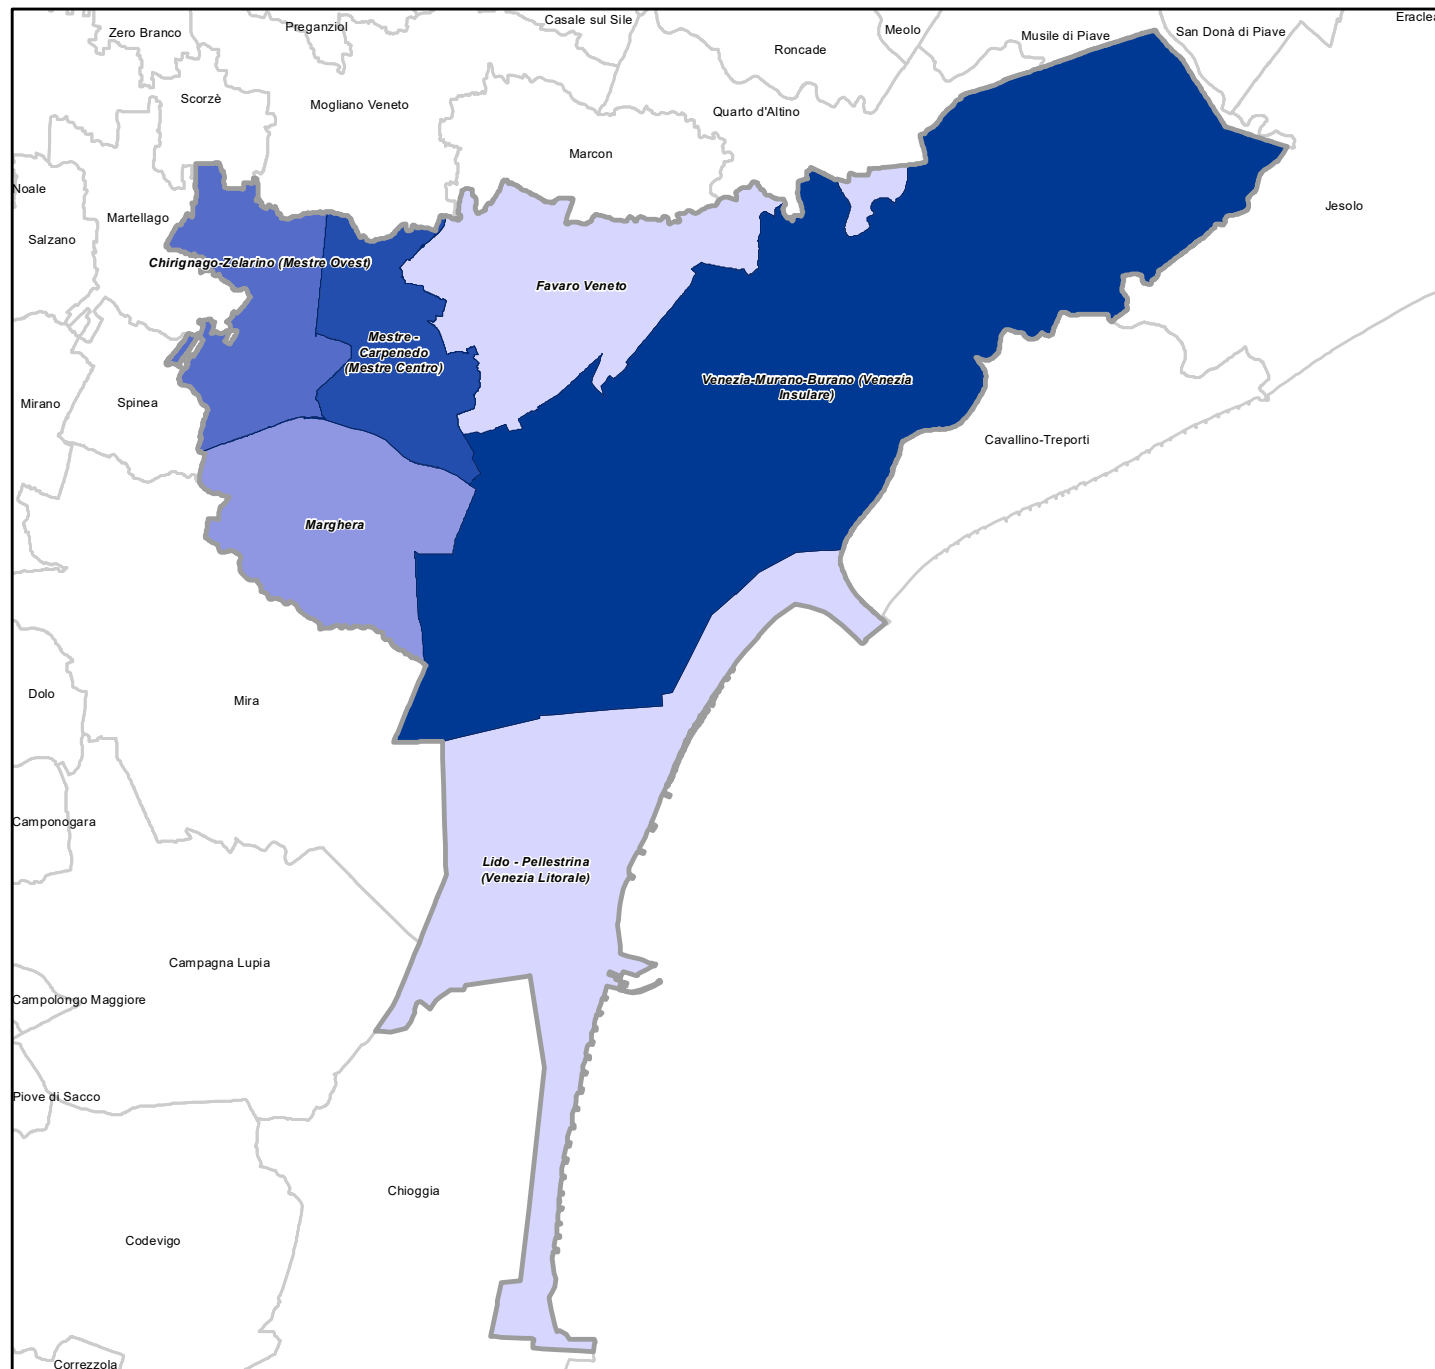 Casale sul Sile
Eraclea
Preganziol
Meolo
San Donà di Piave
Zero Branco
Musile di Piave
Roncade
Scorzè
Mogliano Veneto
Quarto d'Altino
Marcon
Noale
Martellago
Jesolo
Salzano
Chirignago-Zelarino (Mestre Ovest)
Favaro Veneto
Mestre -
Carpenedo
(Mestre Centro)
Venezia-Murano-Burano (Venezia
Insulare)
Mirano
Spinea
Cavallino-Treporti
Marghera
Dolo
Mira
Camponogara
Lido - Pellestrina
(Venezia Litorale)
Campagna Lupia
Campolongo Maggiore
Piove di Sacco
Chioggia
Codevigo
Correzzola